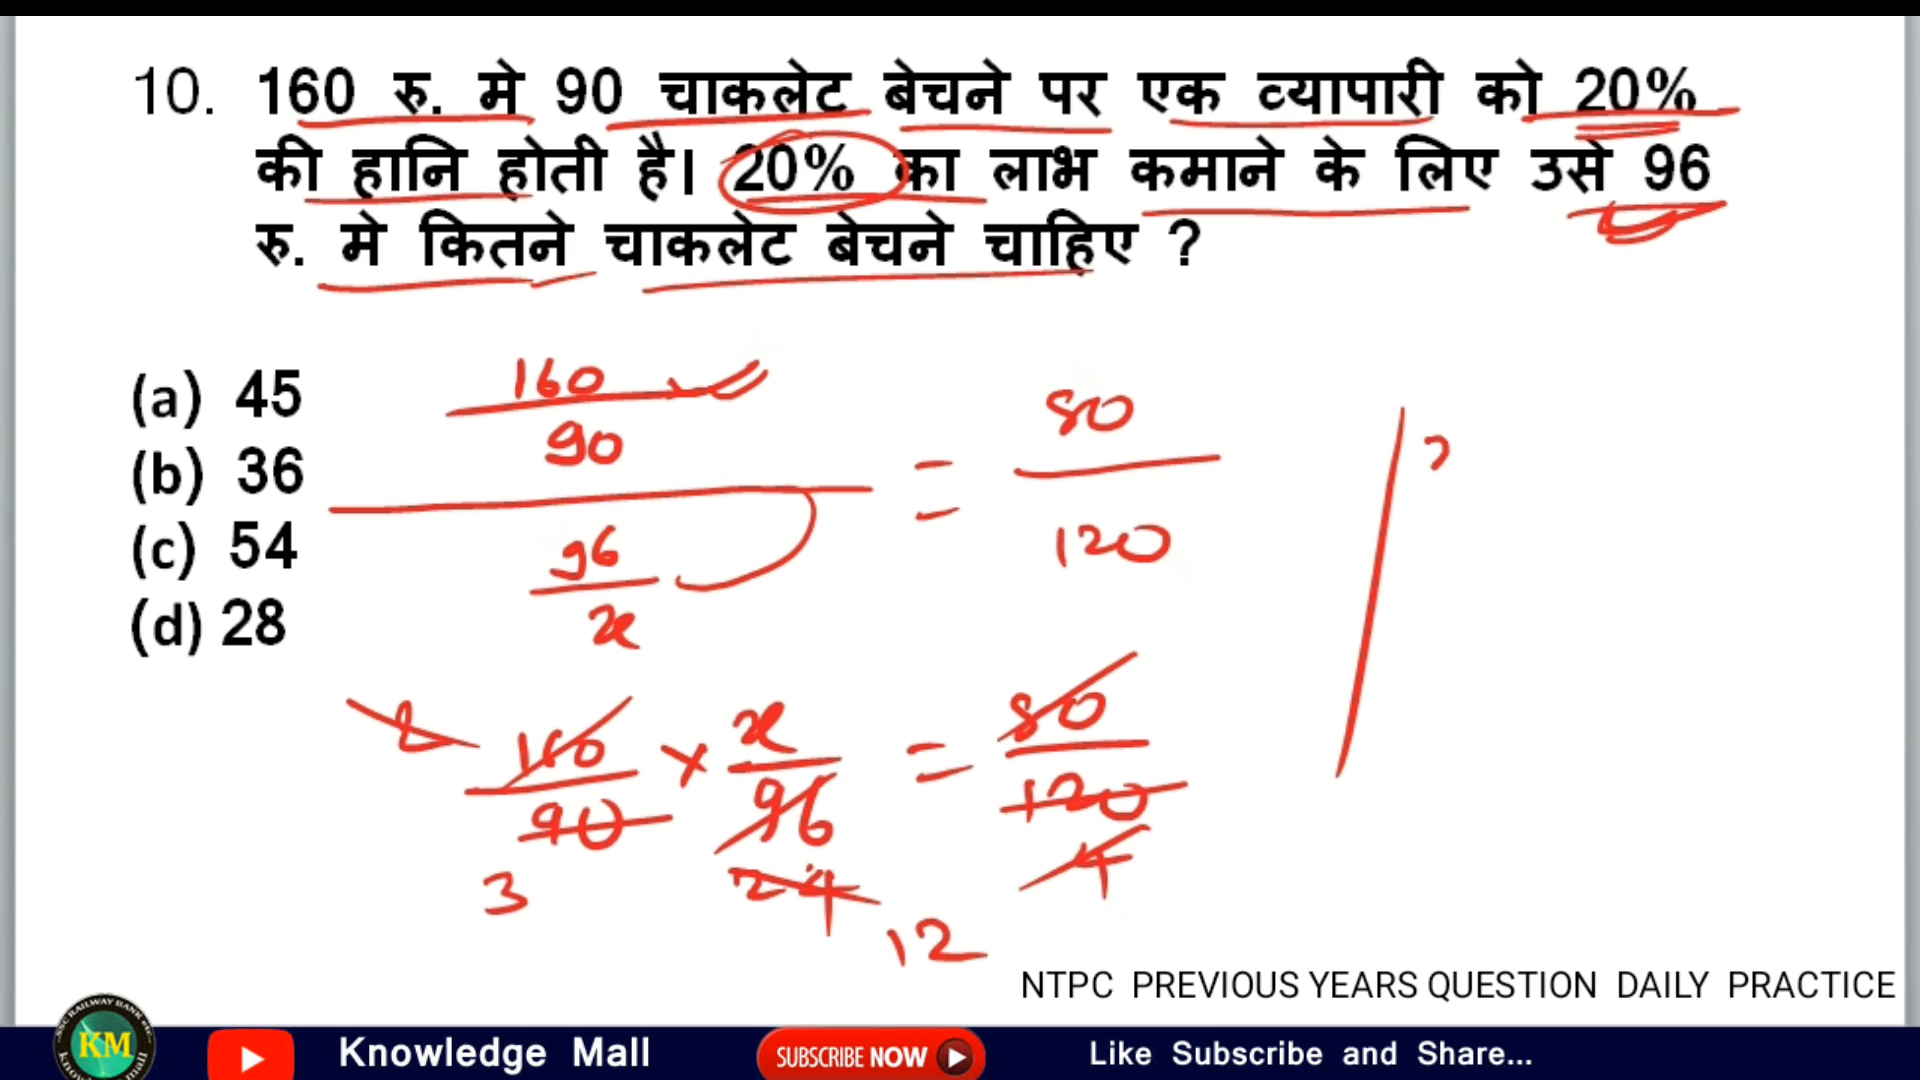 10. 160 रु. मे 90 चाकलेट बेचने पर एक व्यापारी को 20%
की हानि होती है। 20% का लाभ कमाने के लिए उसे 96
रु. मे कितने चाकलेट बेचने चाहिए ?
(a) 45
(b) 36
(c) 54
(d) 28
160
90
96
x
=
80
120
2
160
90
3
×
x
96
24
12
=
80
120
4
NTPC PREVIOUS YEARS QUESTION DAILY PRACTICE
KM
Knowledge Mall
SUBSCRIBE NOW
Like Subscribe and Share...